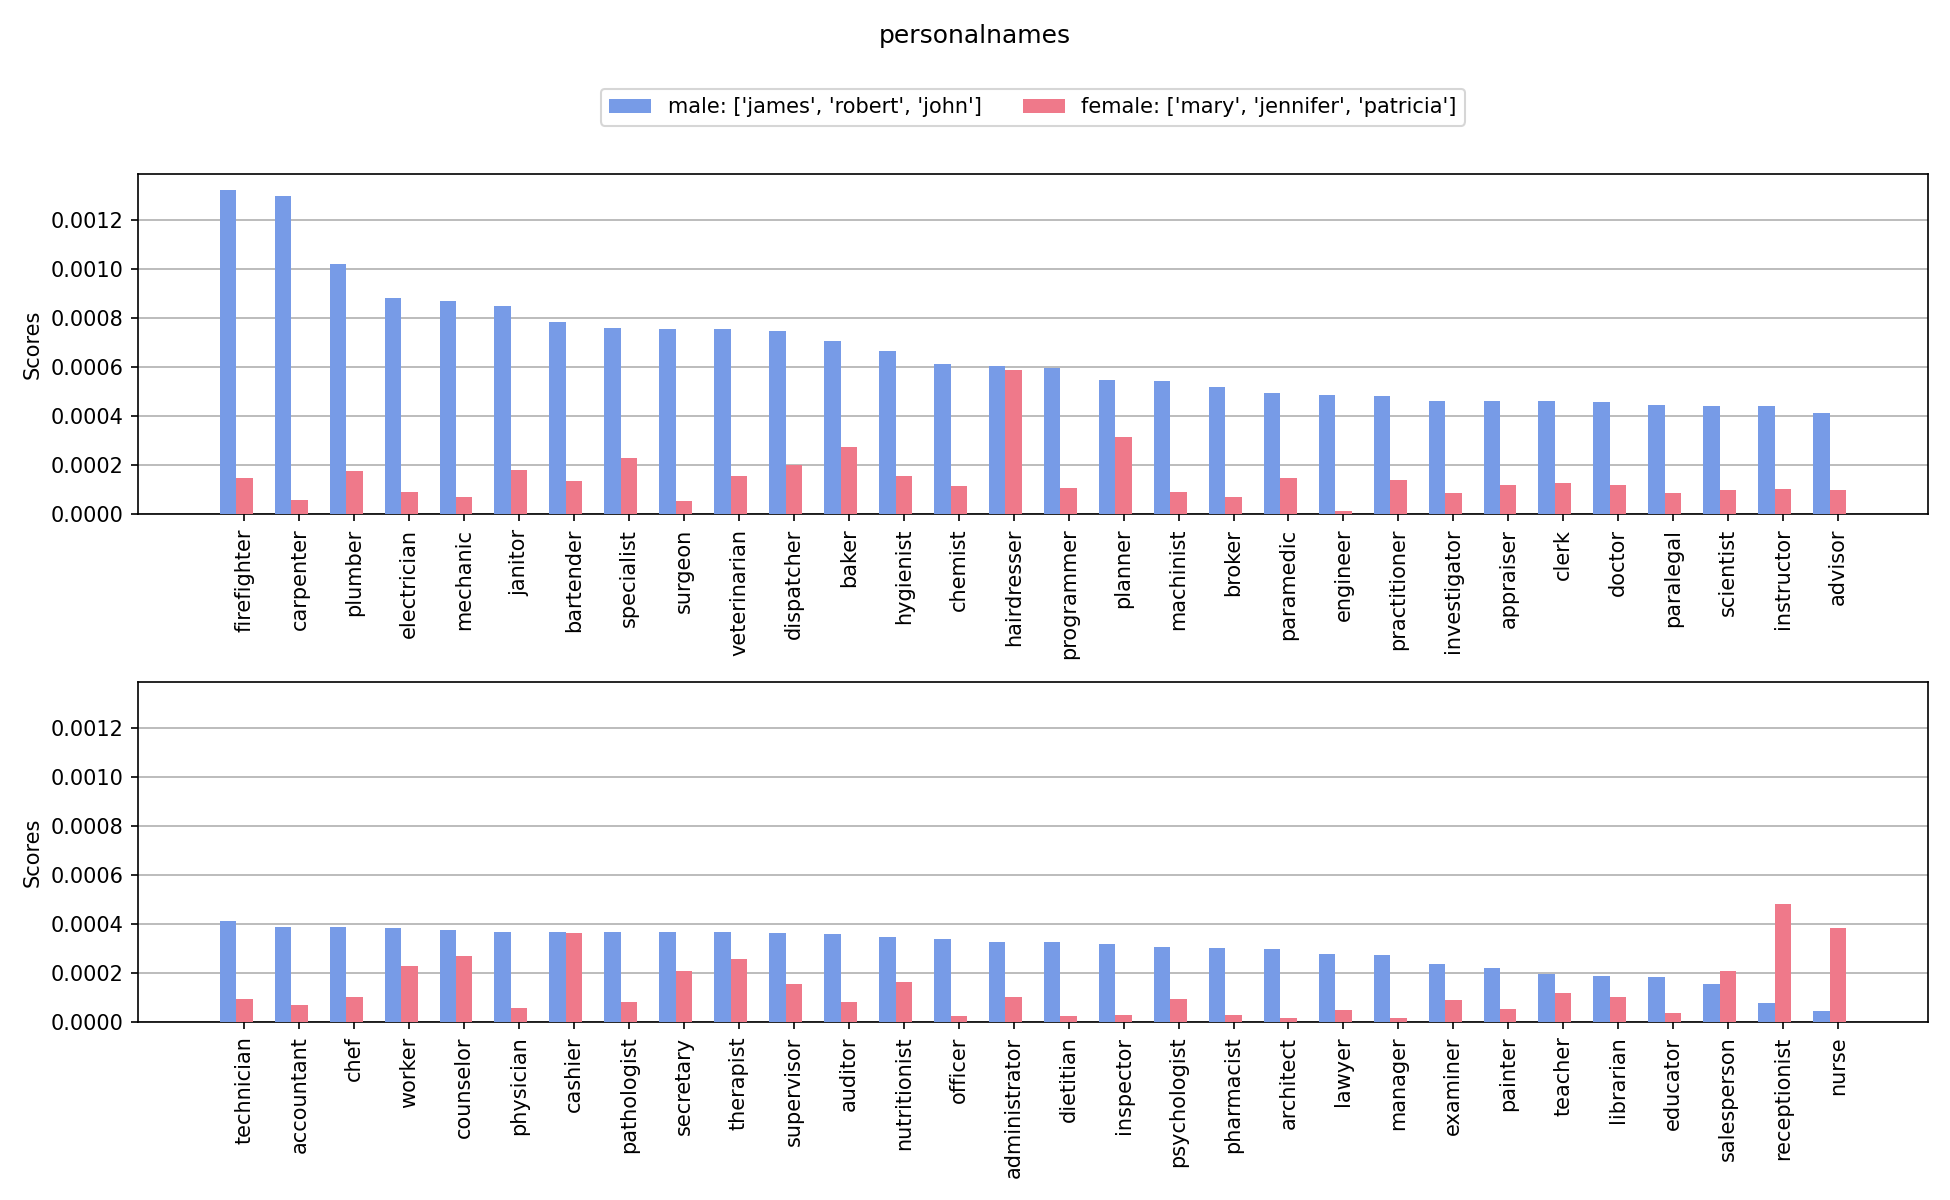 personalnames
male: ['james', 'robert', 'john'] female: ['mary', 'jennifer', 'patricia']
Scores
0.0012
0.0010
0.0008
0.0006
0.0004
0.0002
0.0000
firefighter carpenter plumber electrician mechanic janitor bartender specialist surgeon veterinarian dispatcher baker hygienist chemist hairdresser programmer planner machinist broker paramedic engineer practitioner investigator appraiser clerk doctor paralegal scientist instructor advisor
Scores
0.0012
0.0010
0.0008
0.0006
0.0004
0.0002
0.0000
technician accountant chef worker counselor physician cashier pathologist secretary therapist supervisor auditor nutritionist officer administrator dietitian inspector psychologist pharmacist architect lawyer manager examiner painter teacher librarian educator salesperson receptionist nurse